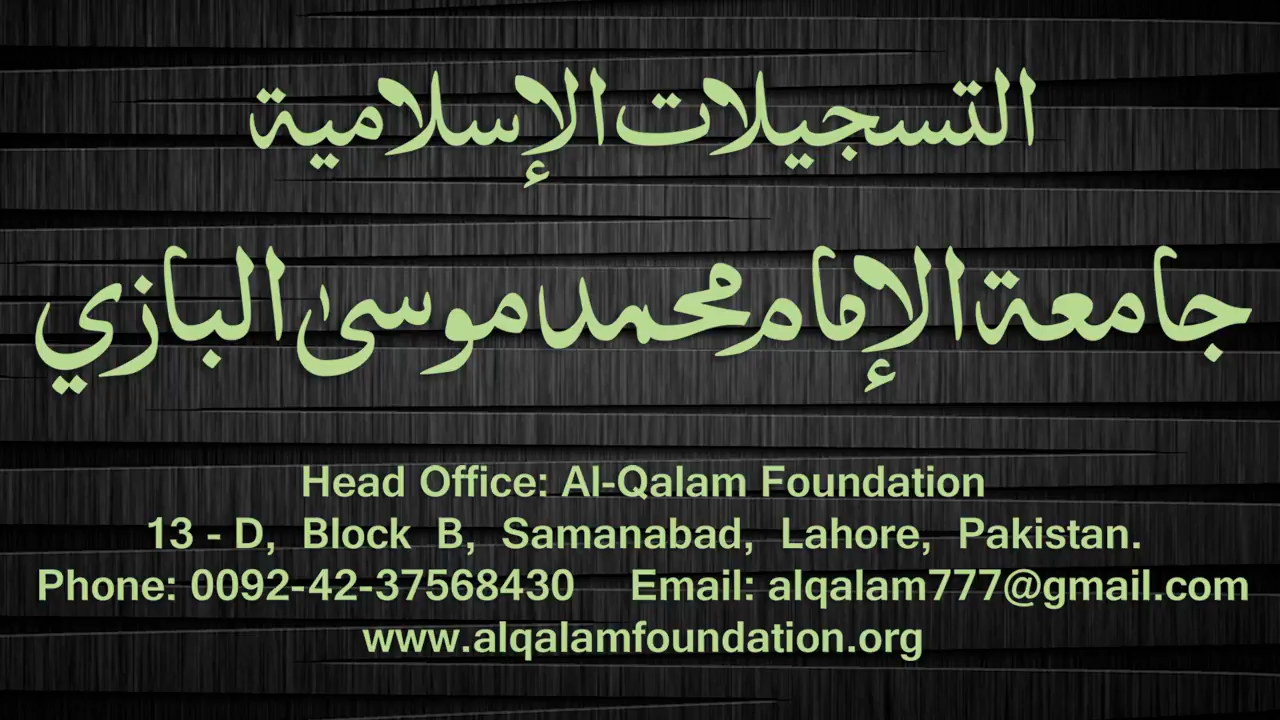 التسجيلات الإسلامية
جامعة الإمام محمد موسىٰ البازي
Head Office: Al-Qalam Foundation
13 - D, Block B, Samanabad, Lahore, Pakistan.
Phone: 0092-42-37568430 Email: alqalam777@gmail.com
www.alqalamfoundation.org